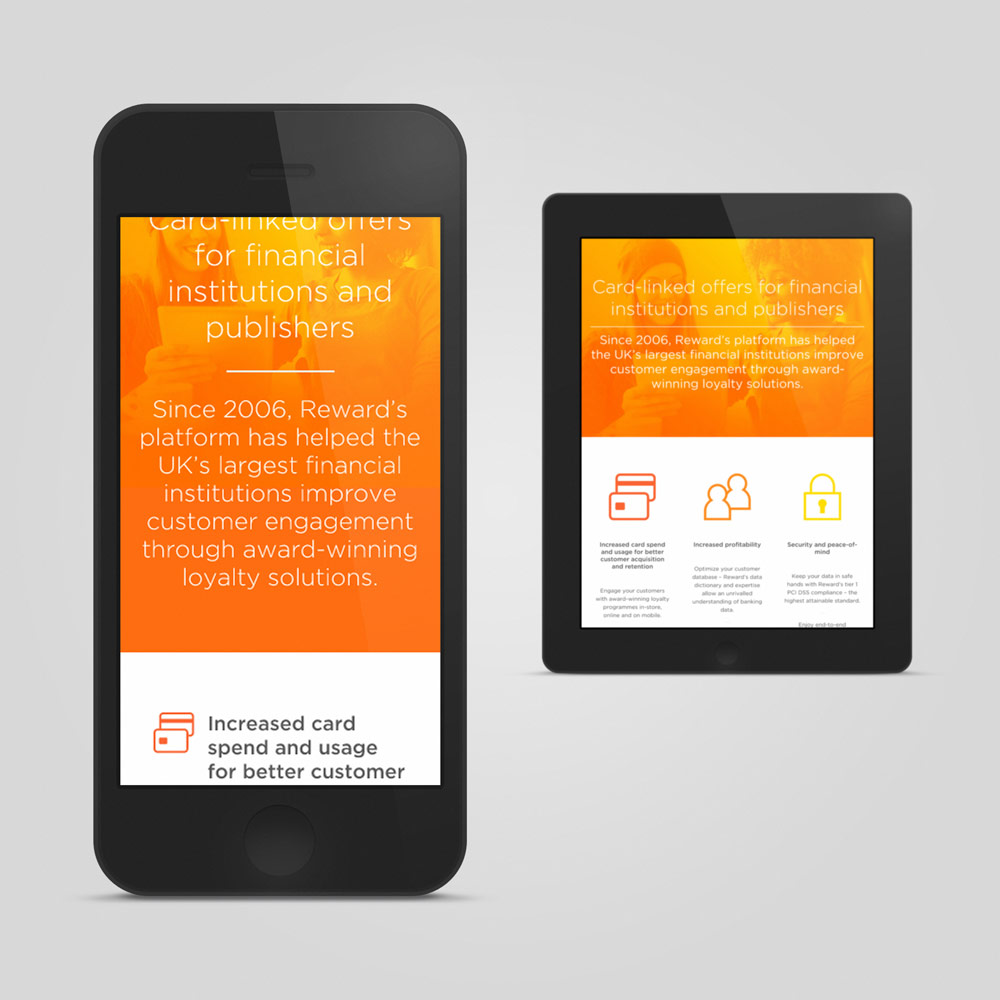 Card-linked offers
for financial
institutions and
publishers
Since 2006, Reward's
platform has helped the
UK's largest financial
institutions improve
customer engagement
through award-winning
loyalty solutions.
Increased card
spend and usage
for better customer
Card-linked offers for financial
institutions and publishers
Since 2006, Reward's platform has helped
the UK's largest financial institutions improve
customer engagement through award-
winning loyalty solutions.
Increased card spend
and usage for better
customer acquisition
and retention
Engage your customers
with award-winning loyalty
programmes in-store,
online and on mobile.
Increased profitability
Optimize your customer
database - Reward's data
dictionary and expertise
allow an unrivalled
understanding of banking
data.
Security and peace-of-
mind
Keep your data in safe
hands with Reward's tier 1
PCI DSS compliance – the
highest attainable standard.
Enjoy end-to-end